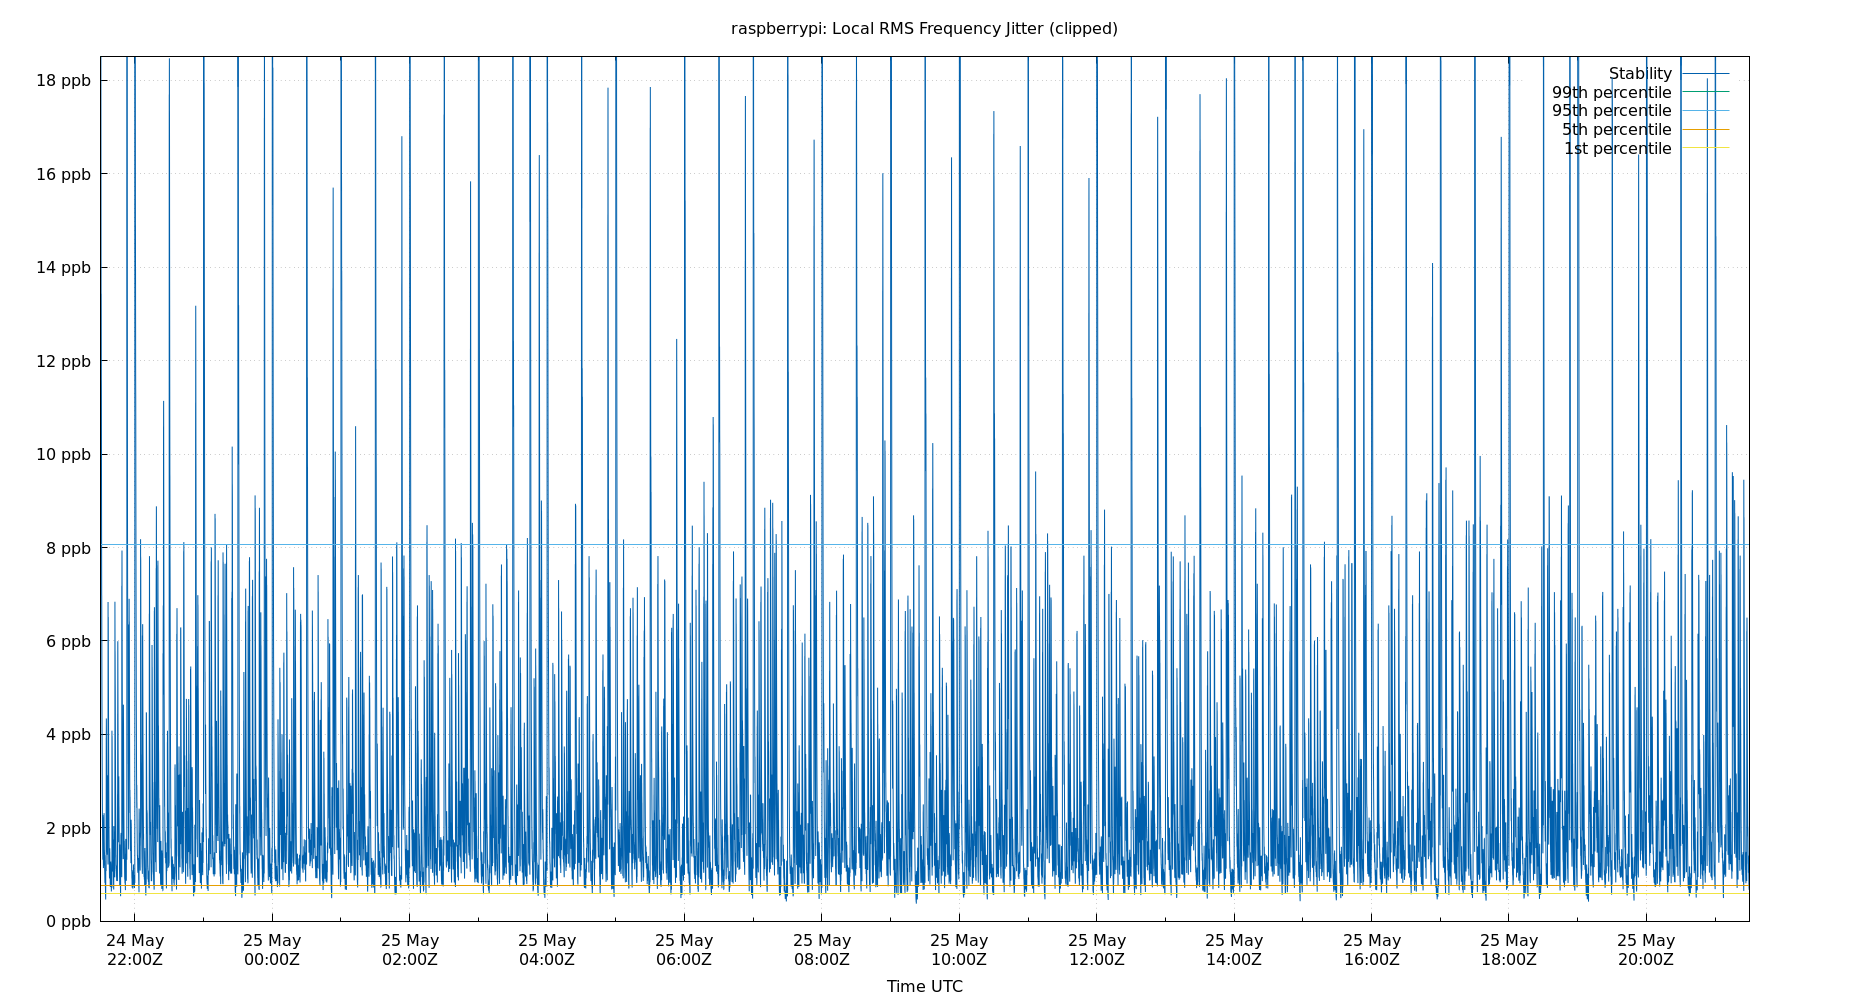 raspberrypi: Local RMS Frequency Jitter (clipped)
18 ppb
16 ppb
14 ppb
12 ppb
10 ppb
8 ppb
6 ppb
4 ppb
2 ppb
0 ppb
Stability
99th percentile
95th percentile
5th percentile
1st percentile
24 May 25 May 25 May 25 May 25 May 25 May 25 May 25 May 25 May 25 May 25 May 25 May
22:00Z 00:00Z 02:00Z 04:00Z 06:00Z 08:00Z 10:00Z 12:00Z 14:00Z 16:00Z 18:00Z 20:00Z
Time UTC